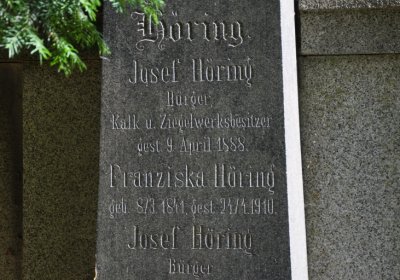 Höring
Josef Höring
Bürger,
Kalk u. Ziegelwerksbesitzer
gest. 9. April 1888.
Franziska Höring
geb. 8/3. 1841, gest. 24/4. 1910.
Josef Höring
Bürger